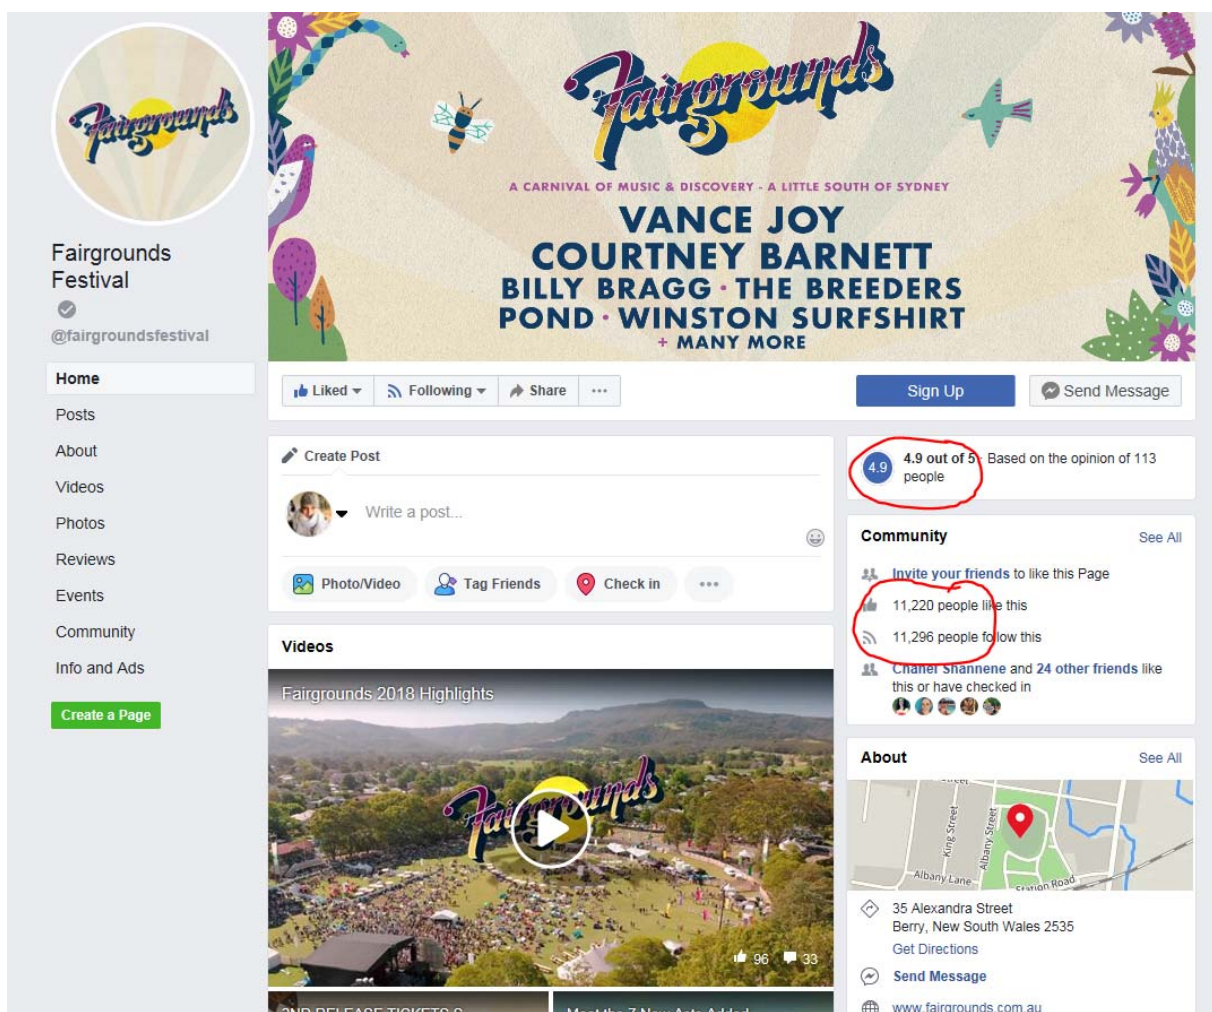 Fairgrounds
Fairgrounds
Festival
@fairgroundsfestival
Home
Posts
About
Videos
Photos
Reviews
Events
Community
Info and Ads
Create a Page
Fairgrounds
A CARNIVAL OF MUSIC & DISCOVERY - A LITTLE SOUTH OF SYDNEY
VANCE JOY
COURTNEY BARNETT
BILLY BRAGG · THE BREEDERS
POND · WINSTON SURFSHIRT
+ MANY MORE
Liked Following Share ...
Sign Up Send Message
Create Post
Write a post...
Photo/Video Tag Friends Check in ...
Videos
Fairgrounds 2018 Highlights
Fairgrounds
96 33
Meet the 7 New Acts Added
4.9 4.9 out of 5 · Based on the opinion of 113
people
Community See All
Invite your friends to like this Page
11,220 people like this
11,296 people follow this
Chanel Shannene and 24 other friends like
this or have checked in
About See All
King Street
Albany Street
Albany Lane
Station Road
35 Alexandra Street
Berry, New South Wales 2535
Get Directions
Send Message
www.fairgrounds.com.au